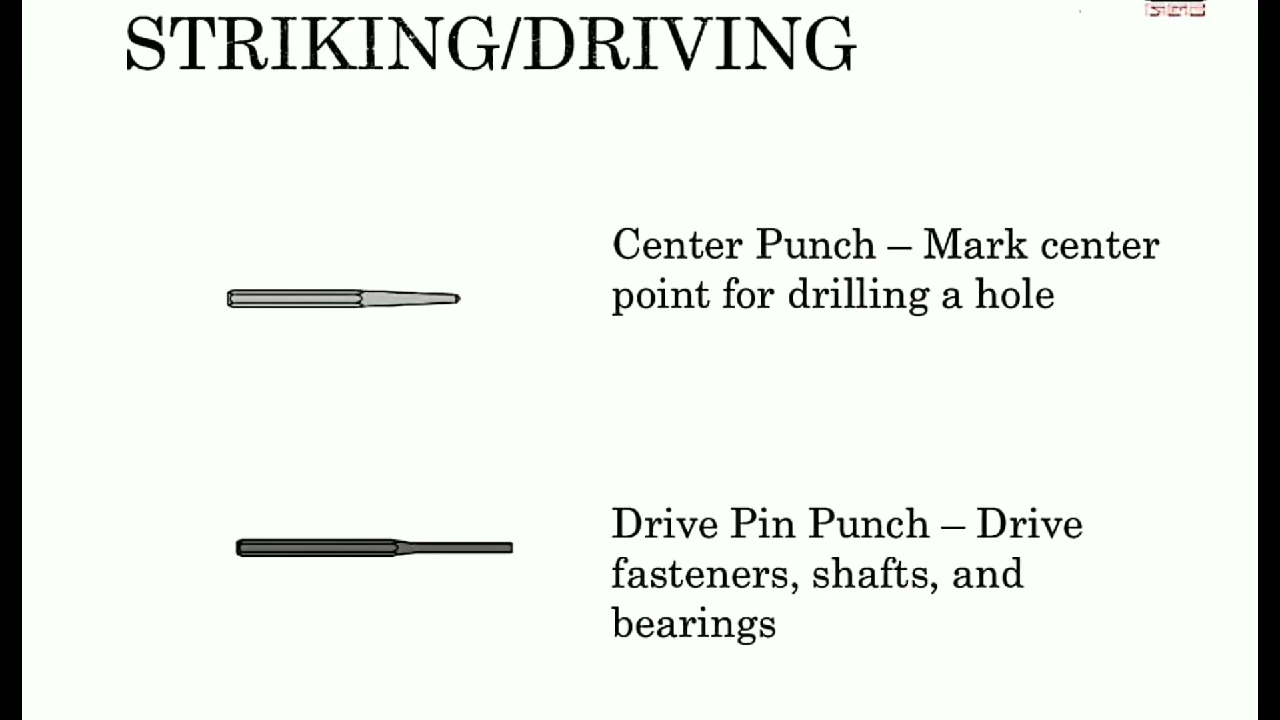 STRIKING/DRIVING
Center Punch – Mark center
point for drilling a hole
Drive Pin Punch – Drive
fasteners, shafts, and
bearings